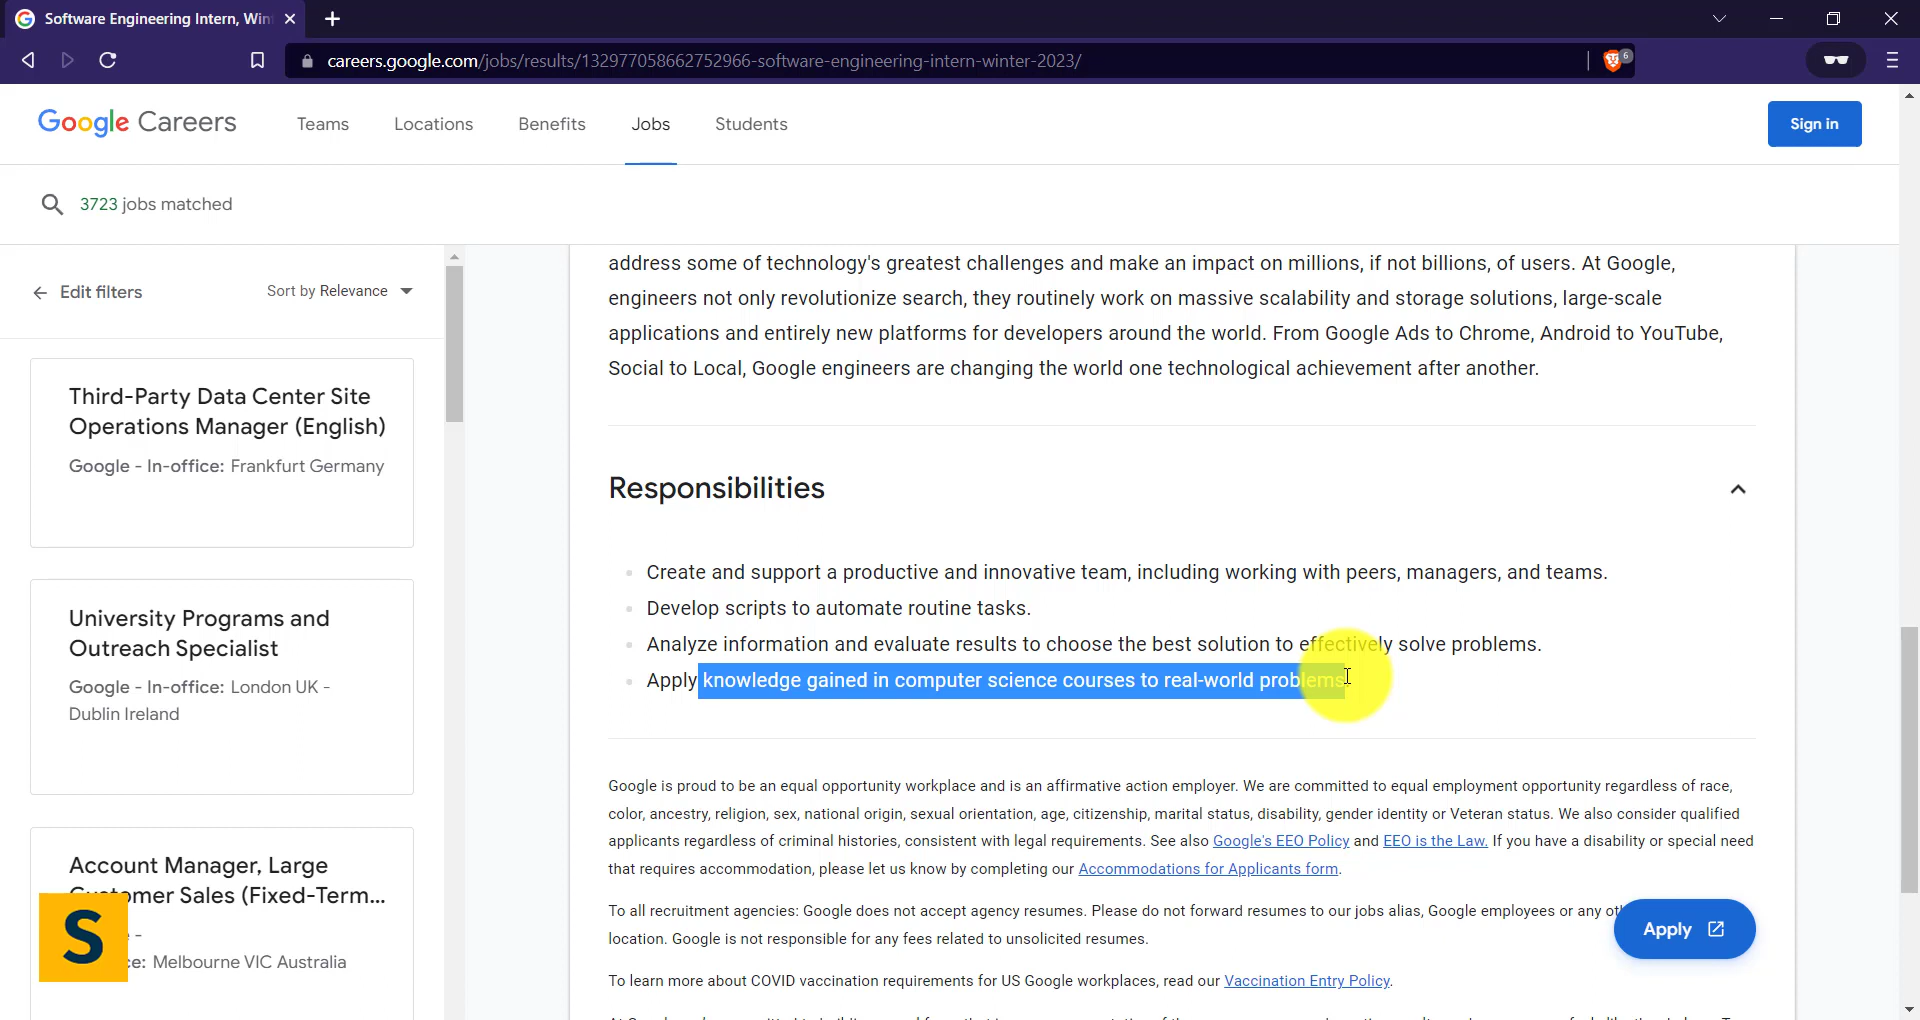 Software Engineering Intern, Win
careers.google.com/jobs/results/132977058662752966-software-engineering-intern-winter-2023/
6
Google Careers
Teams
Locations
Benefits
Jobs
Students
Sign in
3723 jobs matched
Edit filters
Sort by Relevance
Third-Party Data Center Site
Operations Manager (English)
Google - In-office: Frankfurt Germany
University Programs and
Outreach Specialist
Google - In-office: London UK -
Dublin Ireland
Account Manager, Large
Customer Sales (Fixed-Term...
e -
ce: Melbourne VIC Australia
S
address some of technology's greatest challenges and make an impact on millions, if not billions, of users. At Google,
engineers not only revolutionize search, they routinely work on massive scalability and storage solutions, large-scale
applications and entirely new platforms for developers around the world. From Google Ads to Chrome, Android to YouTube,
Social to Local, Google engineers are changing the world one technological achievement after another.
Responsibilities
Create and support a productive and innovative team, including working with peers, managers, and teams.
Develop scripts to automate routine tasks.
Analyze information and evaluate results to choose the best solution to effectively solve problems.
Apply knowledge gained in computer science courses to real-world problems.
Google is proud to be an equal opportunity workplace and is an affirmative action employer. We are committed to equal employment opportunity regardless of race,
color, ancestry, religion, sex, national origin, sexual orientation, age, citizenship, marital status, disability, gender identity or Veteran status. We also consider qualified
applicants regardless of criminal histories, consistent with legal requirements. See also Google's EEO Policy and EEO is the Law. If you have a disability or special need
that requires accommodation, please let us know by completing our Accommodations for Applicants form.
To all recruitment agencies: Google does not accept agency resumes. Please do not forward resumes to our jobs alias, Google employees or any
location. Google is not responsible for any fees related to unsolicited resumes.
To learn more about COVID vaccination requirements for US Google workplaces, read our Vaccination Entry Policy.
Apply